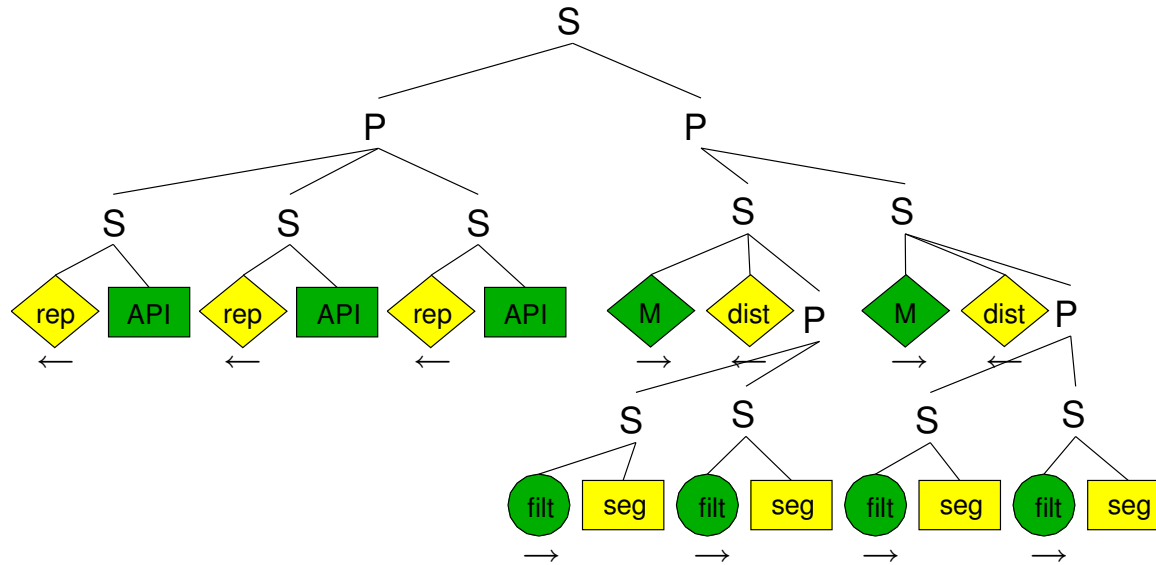 S
P P
S S S S S
rep API rep API rep API M dist P M dist P
← ← ← → ← → ←
S S S S
filt seg filt seg filt seg filt seg
→ → → →